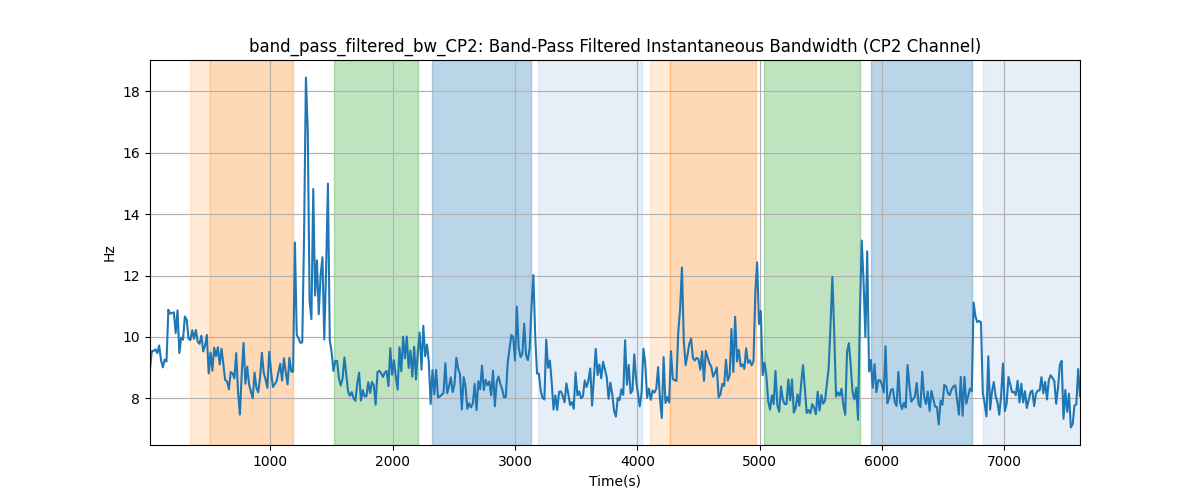 band_pass_filtered_bw_CP2: Band-Pass Filtered Instantaneous Bandwidth (CP2 Channel)
18
16
14
12
10
8
Hz
1000 2000 3000 4000 5000 6000 7000
Time(s)